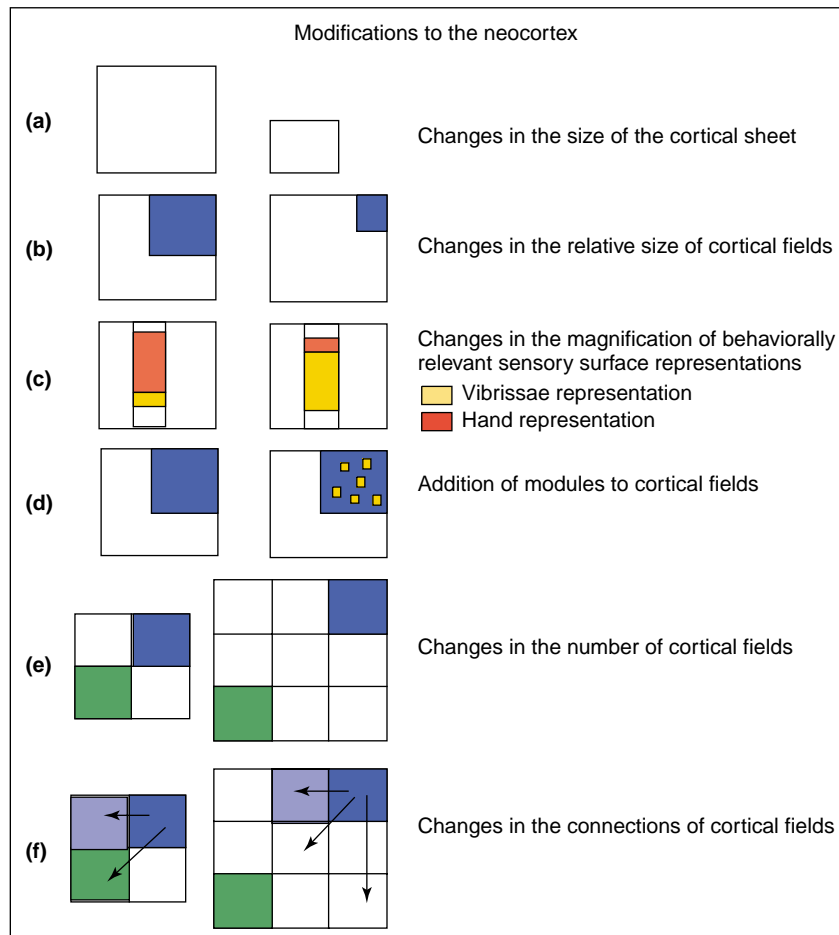 Modifications to the neocortex
(a)
Changes in the size of the cortical sheet
(b)
Changes in the relative size of cortical fields
(c)
Changes in the magnification of behaviorally
relevant sensory surface representations
Vibrissae representation
Hand representation
(d)
Addition of modules to cortical fields
(e)
Changes in the number of cortical fields
(f)
Changes in the connections of cortical fields